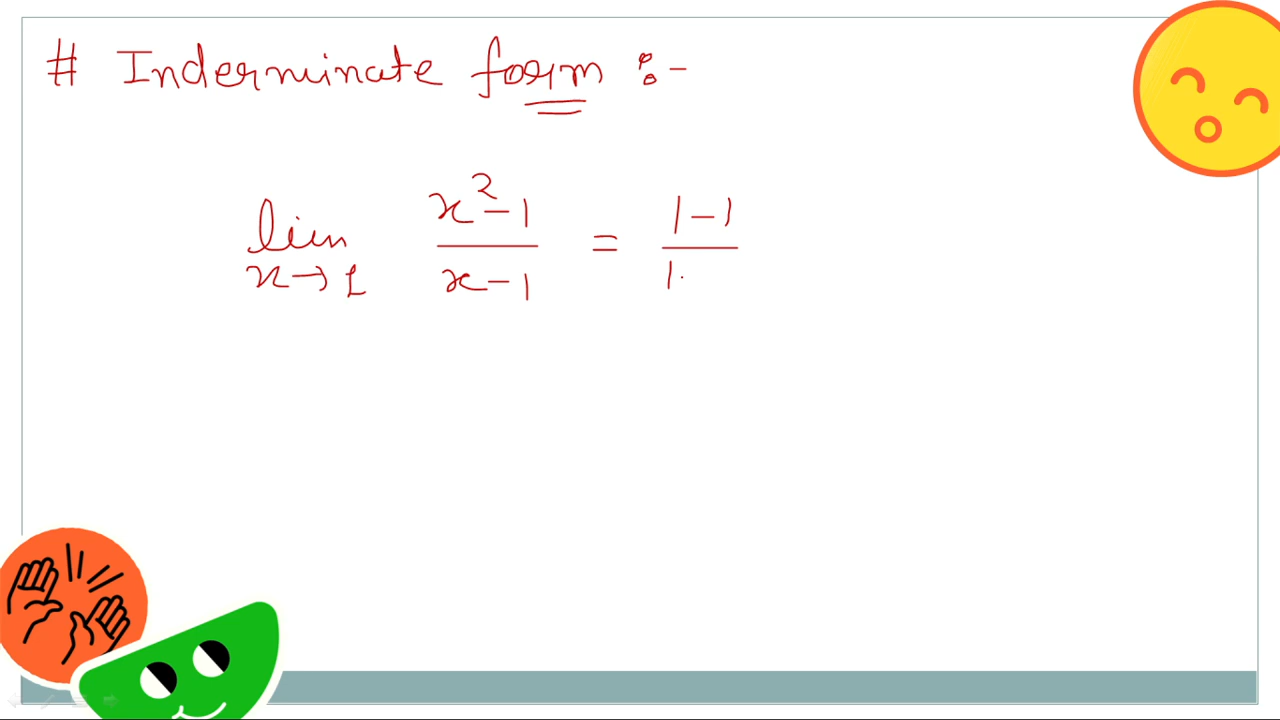 # Inderminate form :-
lim x→1 x²-1 / x-1 = 1-1 / 1.